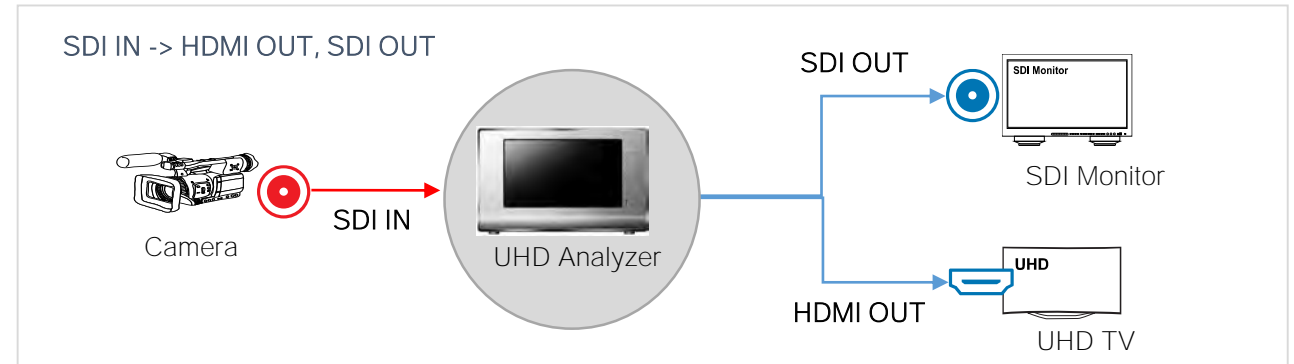 SDI IN -> HDMI OUT, SDI OUT
SDI OUT
SDI Monitor
SDI Monitor
SDI IN
Camera
UHD Analyzer
UHD
HDMI OUT
UHD TV